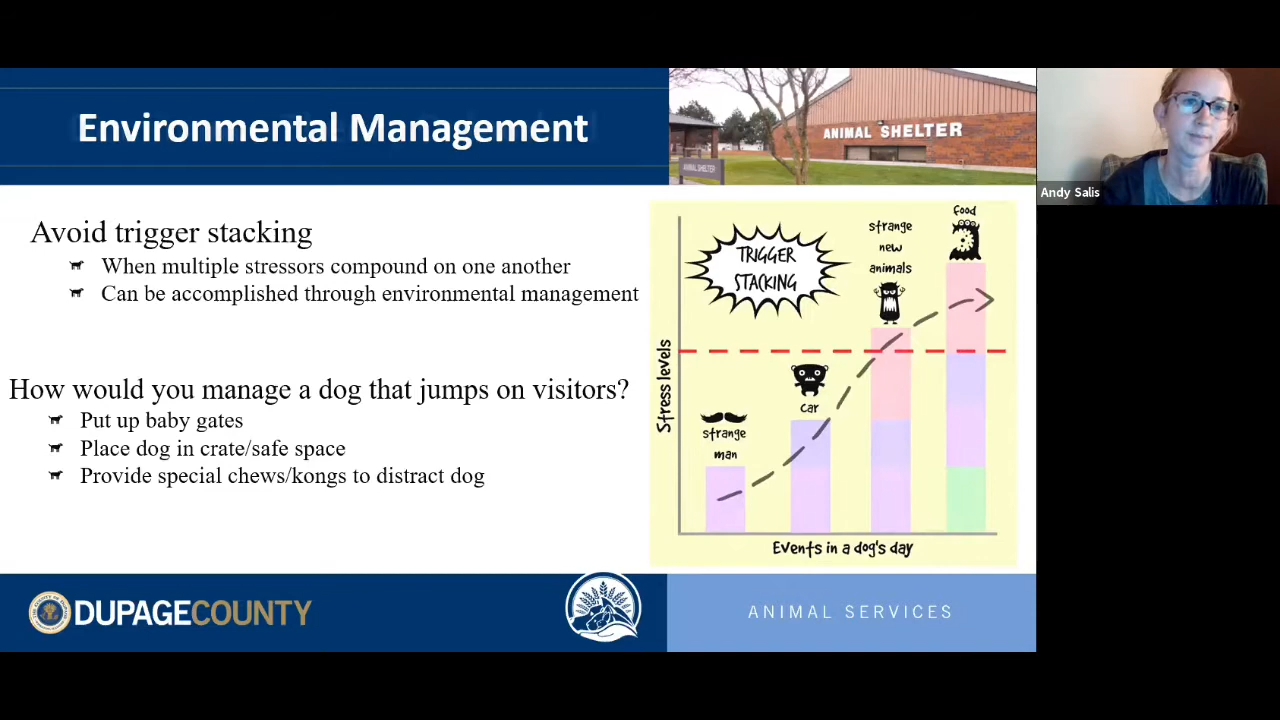 Environmental Management
ANIMAL SHELTER
ANIMAL SHELTER
Andy Salis
Avoid trigger stacking
When multiple stressors compound on one another
Can be accomplished through environmental management
How would you manage a dog that jumps on visitors?
Put up baby gates
Place dog in crate/safe space
Provide special chews/kongs to distract dog
TRIGGER
STACKING
strange
new
animals
food
car
strange
man
Stress levels
Events in a dog's day
DUPAGECOUNTY
ANIMAL SERVICES